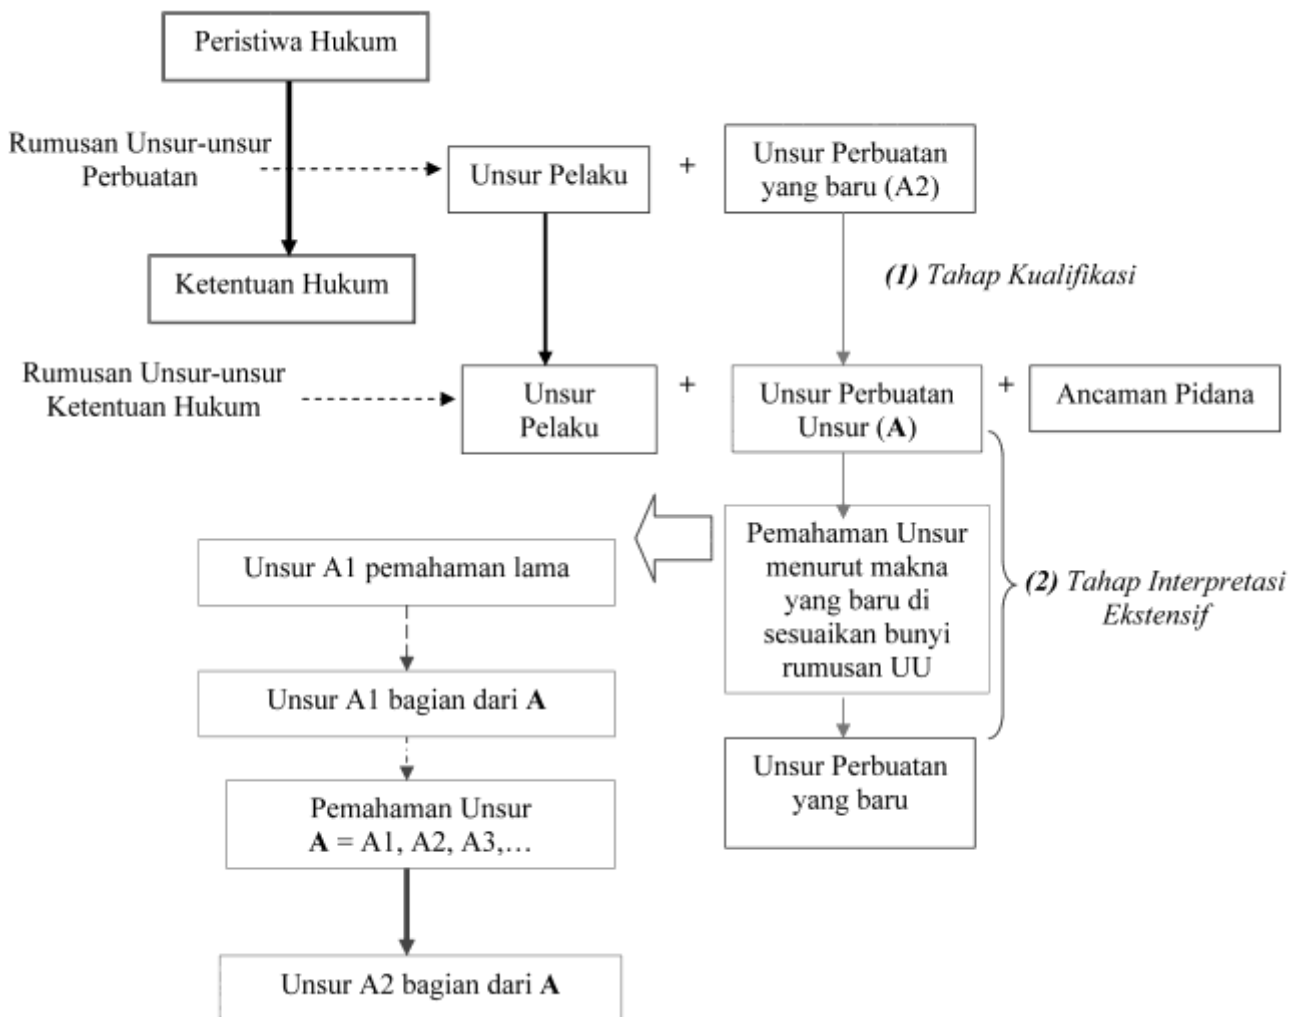 Peristiwa Hukum
Rumusan Unsur-unsur
Perbuatan
Unsur Pelaku
+
Unsur Perbuatan
yang baru (A2)
Ketentuan Hukum
(1) Tahap Kualifikasi
Rumusan Unsur-unsur
Ketentuan Hukum
Unsur
Pelaku
+
Unsur Perbuatan
Unsur (A)
+
Ancaman Pidana
Pemahaman Unsur
menurut makna
yang baru di
sesuaikan bunyi
rumusan UU
(2) Tahap Interpretasi
Ekstensif
Unsur Perbuatan
yang baru
Unsur A1 pemahaman lama
Unsur A1 bagian dari A
Pemahaman Unsur
A = A1, A2, A3,…
Unsur A2 bagian dari A